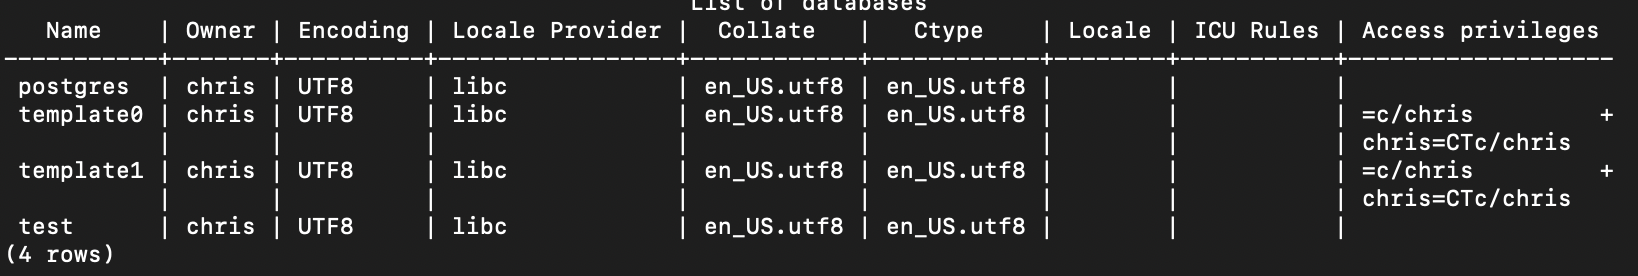 List of databases
   Name    | Owner | Encoding | Locale Provider |  Collate   |   Ctype    | Locale | ICU Rules | Access privileges
-----------+-------+----------+-----------------+------------+------------+--------+-----------+-------------------
 postgres  | chris | UTF8     | libc            | en_US.utf8 | en_US.utf8 |        |           |
 template0 | chris | UTF8     | libc            | en_US.utf8 | en_US.utf8 |        |           | =c/chris         +
           |       |          |                 |            |            |        |           | chris=CTc/chris
 template1 | chris | UTF8     | libc            | en_US.utf8 | en_US.utf8 |        |           | =c/chris         +
           |       |          |                 |            |            |        |           | chris=CTc/chris
 test      | chris | UTF8     | libc            | en_US.utf8 | en_US.utf8 |        |           |
(4 rows)